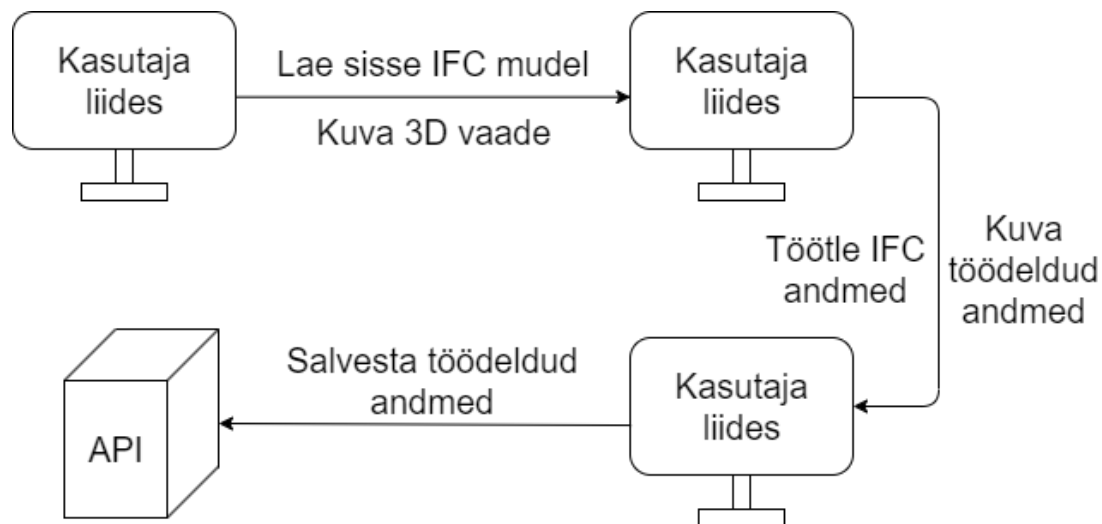 Kasutaja
liides
Lae sisse IFC mudel
Kuva 3D vaade
Kasutaja
liides
Töötle IFC
andmed
Kuva
töödeldud
andmed
Kasutaja
liides
Salvesta töödeldud
andmed
API